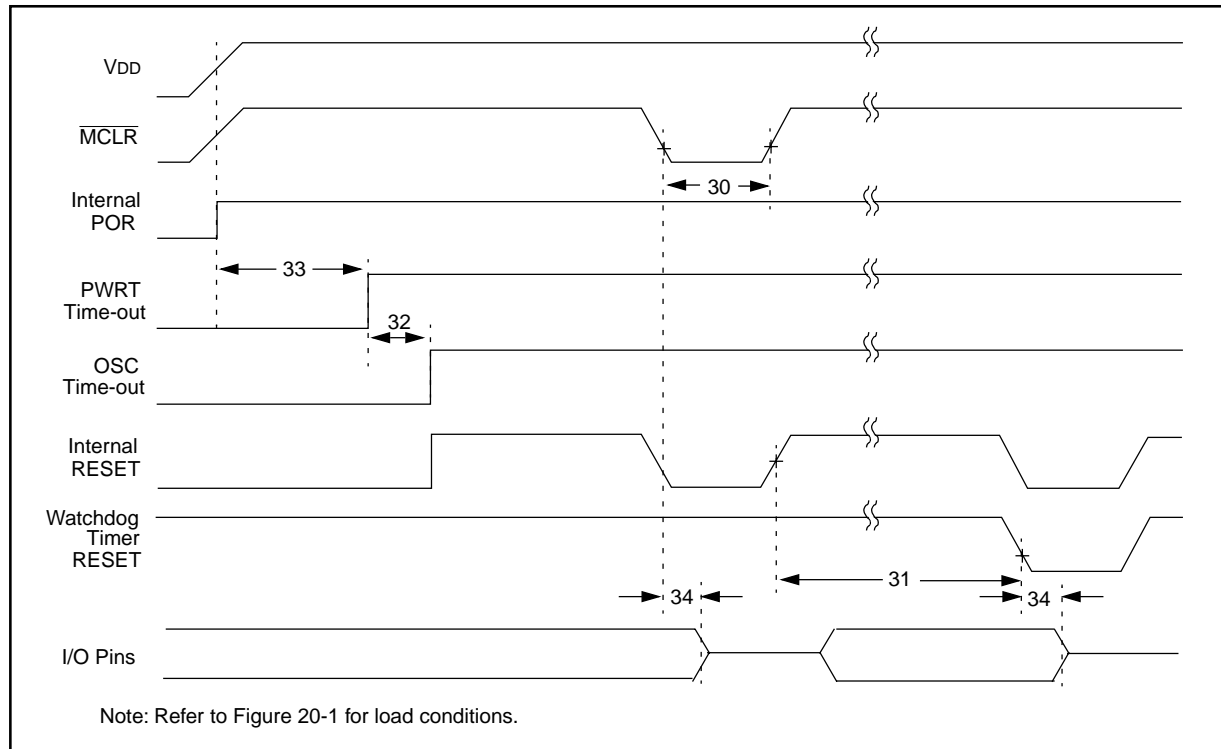 VDD
MCLR
30
Internal
POR
33
PWRT
Time-out
32
OSC
Time-out
Internal
RESET
Watchdog
Timer
RESET
31
34
34
I/O Pins
Note: Refer to Figure 20-1 for load conditions.